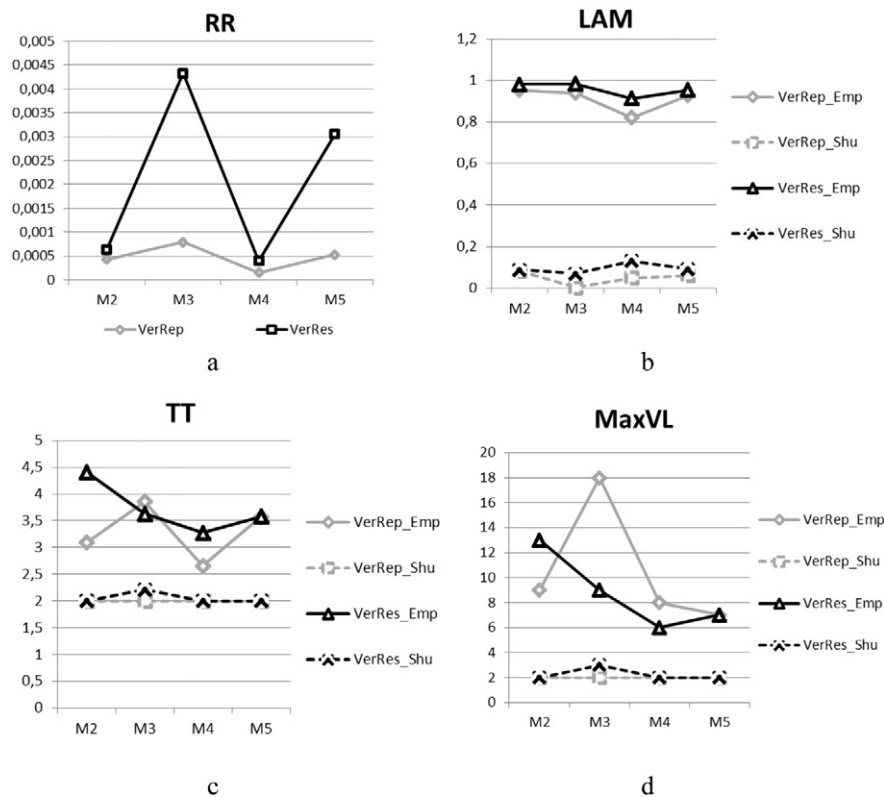 RR
0,005
0,0045
0,004
0,0035
0,003
0,0025
0,002
0,0015
0,001
0,0005
0
M2 M3 M4 M5
VerRep VerRes
a
LAM
1,2
1
0,8
0,6
0,4
0,2
0
M2 M3 M4 M5
VerRep_Emp
VerRep_Shu
VerRes_Emp
VerRes_Shu
b
TT
5
4,5
4
3,5
3
2,5
2
1,5
1
0,5
0
M2 M3 M4 M5
VerRep_Emp
VerRep_Shu
VerRes_Emp
VerRes_Shu
c
MaxVL
20
18
16
14
12
10
8
6
4
2
0
M2 M3 M4 M5
VerRep_Emp
VerRep_Shu
VerRes_Emp
VerRes_Shu
d